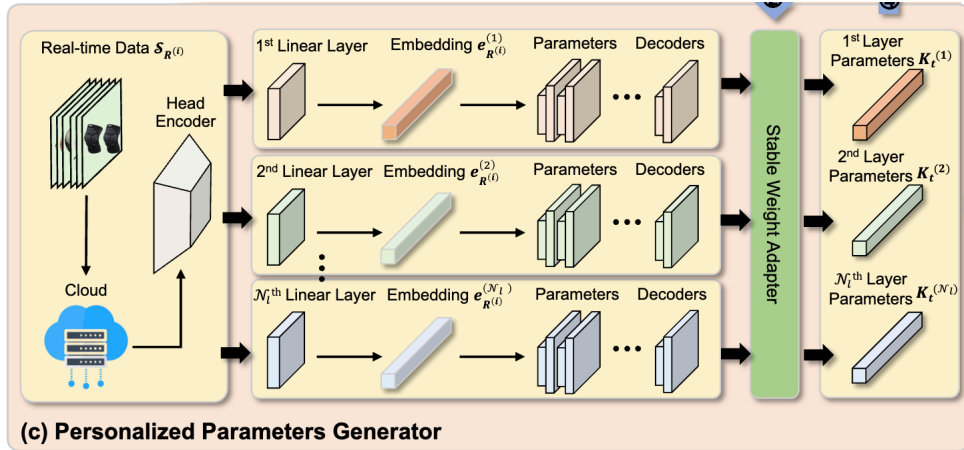 Real-time Data 𝓢_{R^{(i)}}
Head
Encoder
Cloud
1st Linear Layer
Embedding e_{R^{(i)}}^{(1)}
Parameters
Decoders
2nd Linear Layer
Embedding e_{R^{(i)}}^{(2)}
Parameters
Decoders
𝒩_l th Linear Layer
Embedding e_{R^{(i)}}^{(𝒩_l)}
Parameters
Decoders
Stable Weight Adapter
1st Layer
Parameters K_t^{(1)}
2nd Layer
Parameters K_t^{(2)}
𝒩_l th Layer
Parameters K_t^{(𝒩_l)}
(c) Personalized Parameters Generator